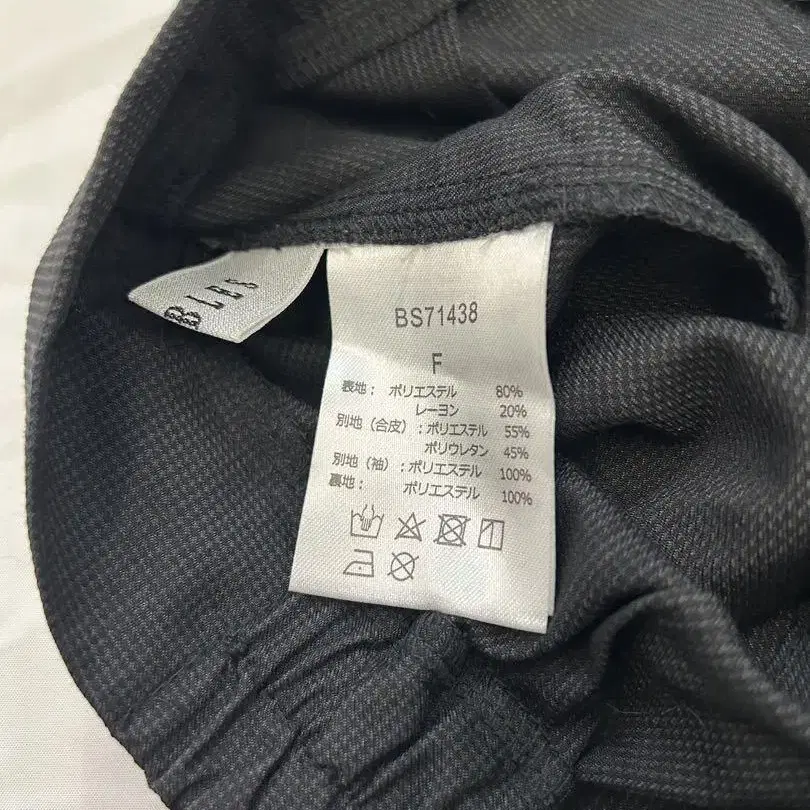 BLES
BS71438
F
表地： ポリエステル 80%
レーヨン 20%
別地（合皮）：ポリエステル 55%
ポリウレタン 45%
別地（袖）：ポリエステル 100%
裏地： ポリエステル 100%